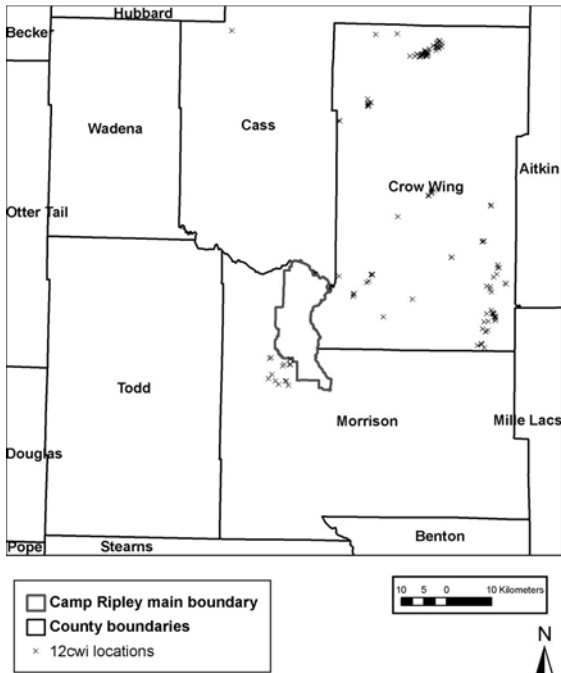 Hubbard
Becker
Wadena
Cass
Aitkin
Crow Wing
Otter Tail
Todd
Morrison
Mille Lacs
Douglas
Benton
Pope
Stearns
Camp Ripley main boundary
County boundaries
× 12cwi locations
10 5 0 10 Kilometers
N